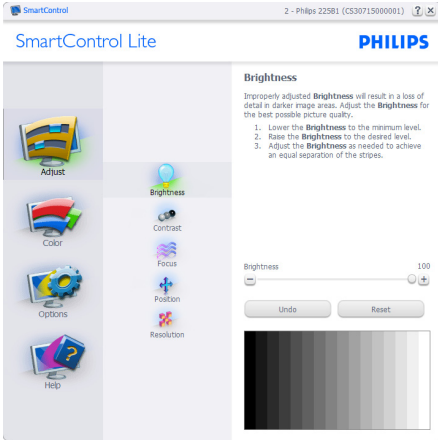 SmartControl
2 - Philips 225B1 (CS30715000001)
SmartControl Lite
PHILIPS
Adjust
Color
Options
Help
Brightness
Contrast
Focus
Position
Resolution
Brightness
Improperly adjusted Brightness will result in a loss of
detail in darker image areas. Adjust the Brightness for
the best possible picture quality.
1. Lower the Brightness to the minimum level.
2. Raise the Brightness to the desired level.
3. Adjust the Brightness as needed to achieve
an equal separation of the stripes.
Brightness 100
Undo Reset